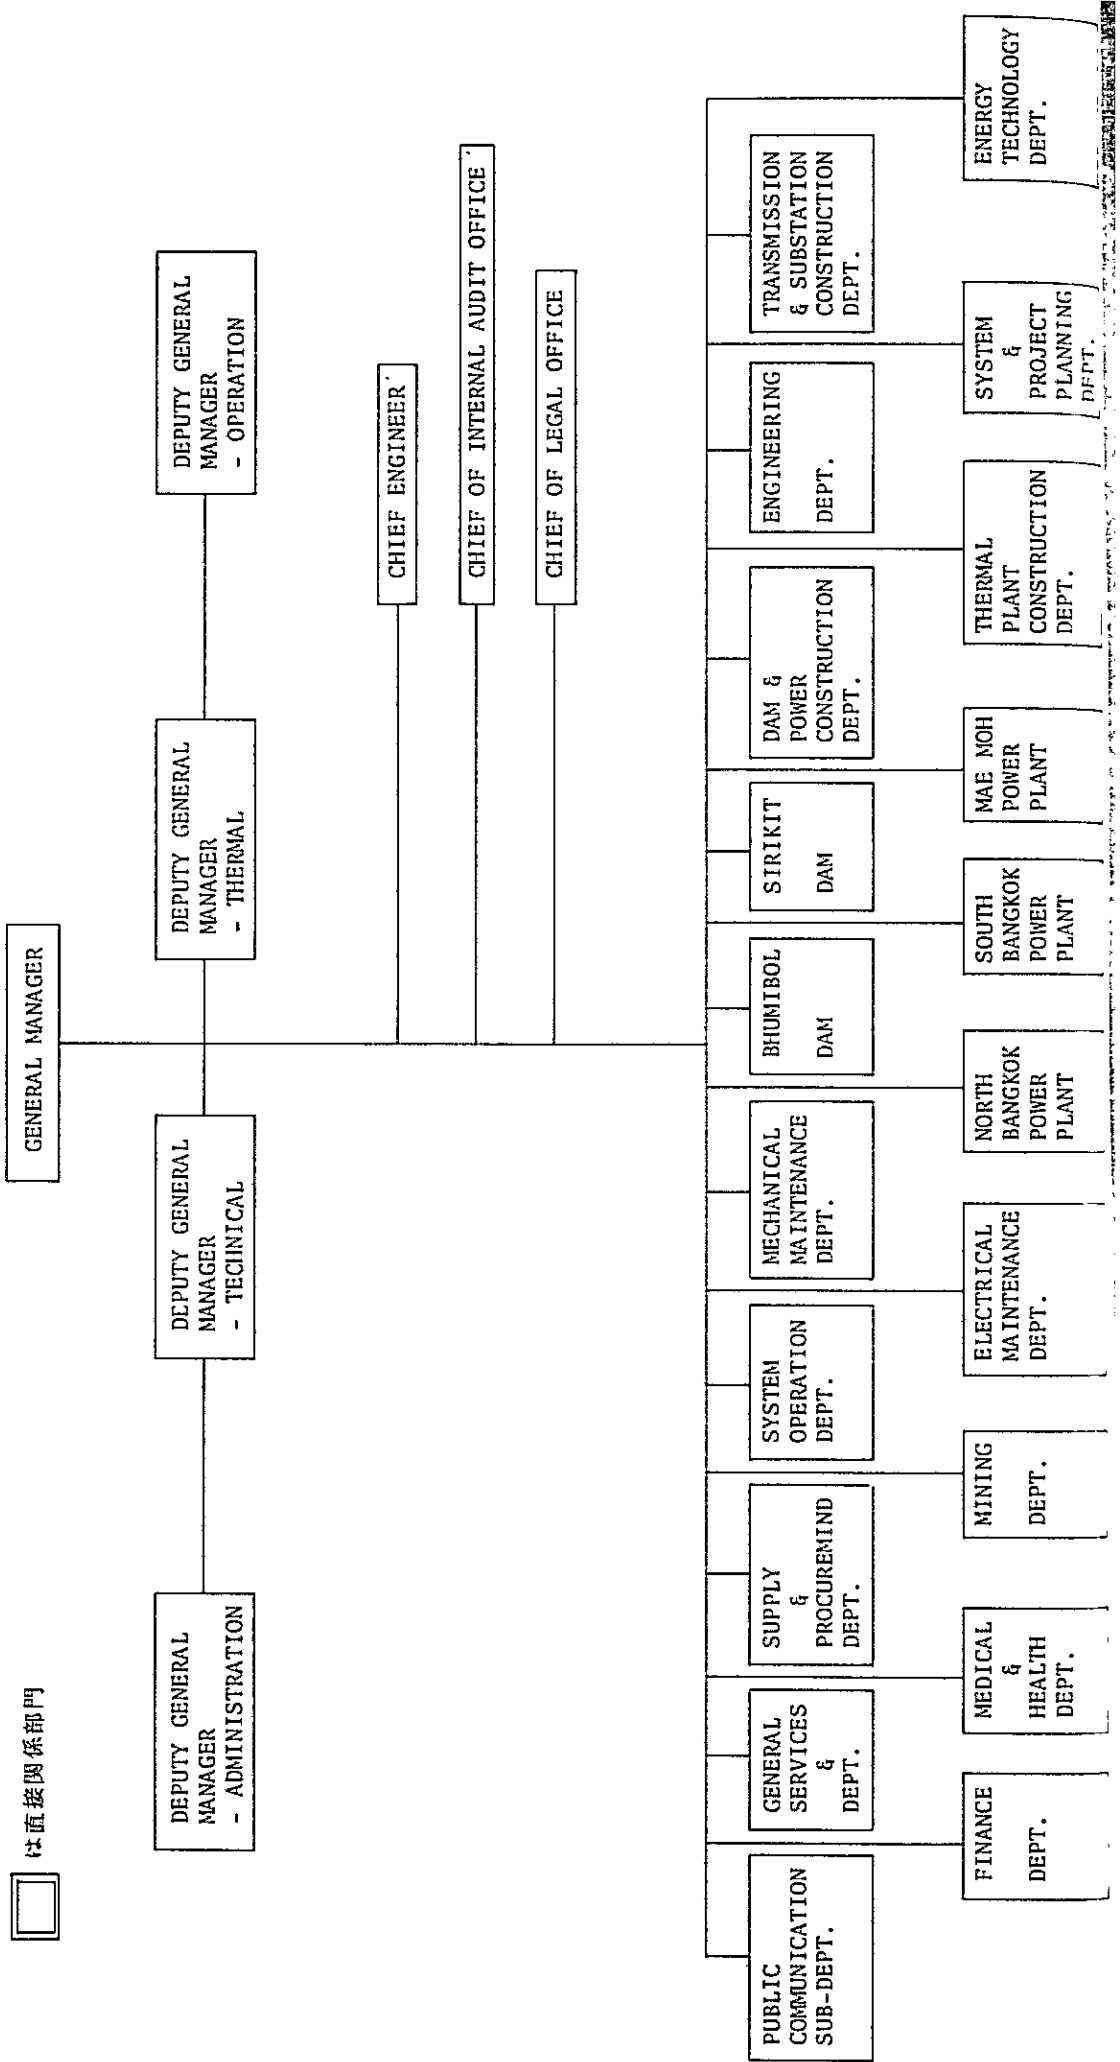 は直接関係部門
GENERAL MANAGER
DEPUTY GENERAL
MANAGER
- ADMINISTRATION
DEPUTY GENERAL
MANAGER
- TECHNICAL
DEPUTY GENERAL
MANAGER
- THERMAL
DEPUTY GENERAL
MANAGER
- OPERATION
CHIEF ENGINEER
CHIEF OF INTERNAL AUDIT OFFICE
CHIEF OF LEGAL OFFICE
PUBLIC
COMMUNICATION
SUB-DEPT.
GENERAL
SERVICES
&
DEPT.
SUPPLY
&
PROCUREMIND
DEPT.
SYSTEM
OPERATION
DEPT.
MECHANICAL
MAINTENANCE
DEPT.
BHUMIBOL
DAM
SIRIKIT
DAM
DAM &
POWER
CONSTRUCTION
DEPT.
ENGINEERING
DEPT.
TRANSMISSION
& SUBSTATION
CONSTRUCTION
DEPT.
FINANCE
DEPT.
MEDICAL
&
HEALTH
DEPT.
MINING
DEPT.
ELECTRICAL
MAINTENANCE
DEPT.
NORTH
BANGKOK
POWER
PLANT
SOUTH
BANGKOK
POWER
PLANT
MAE MOH
POWER
PLANT
THERMAL
PLANT
CONSTRUCTION
DEPT.
SYSTEM
&
PROJECT
PLANNING
DEPT.
ENERGY
TECHNOLOGY
DEPT.